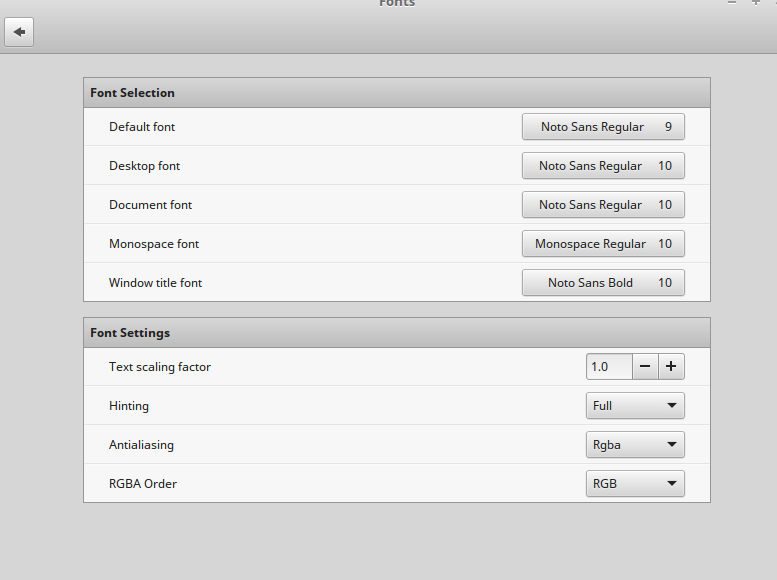 Fonts
Font Selection
Default font Noto Sans Regular 9
Desktop font Noto Sans Regular 10
Document font Noto Sans Regular 10
Monospace font Monospace Regular 10
Window title font Noto Sans Bold 10
Font Settings
Text scaling factor 1.0
Hinting Full
Antialiasing Rgba
RGBA Order RGB